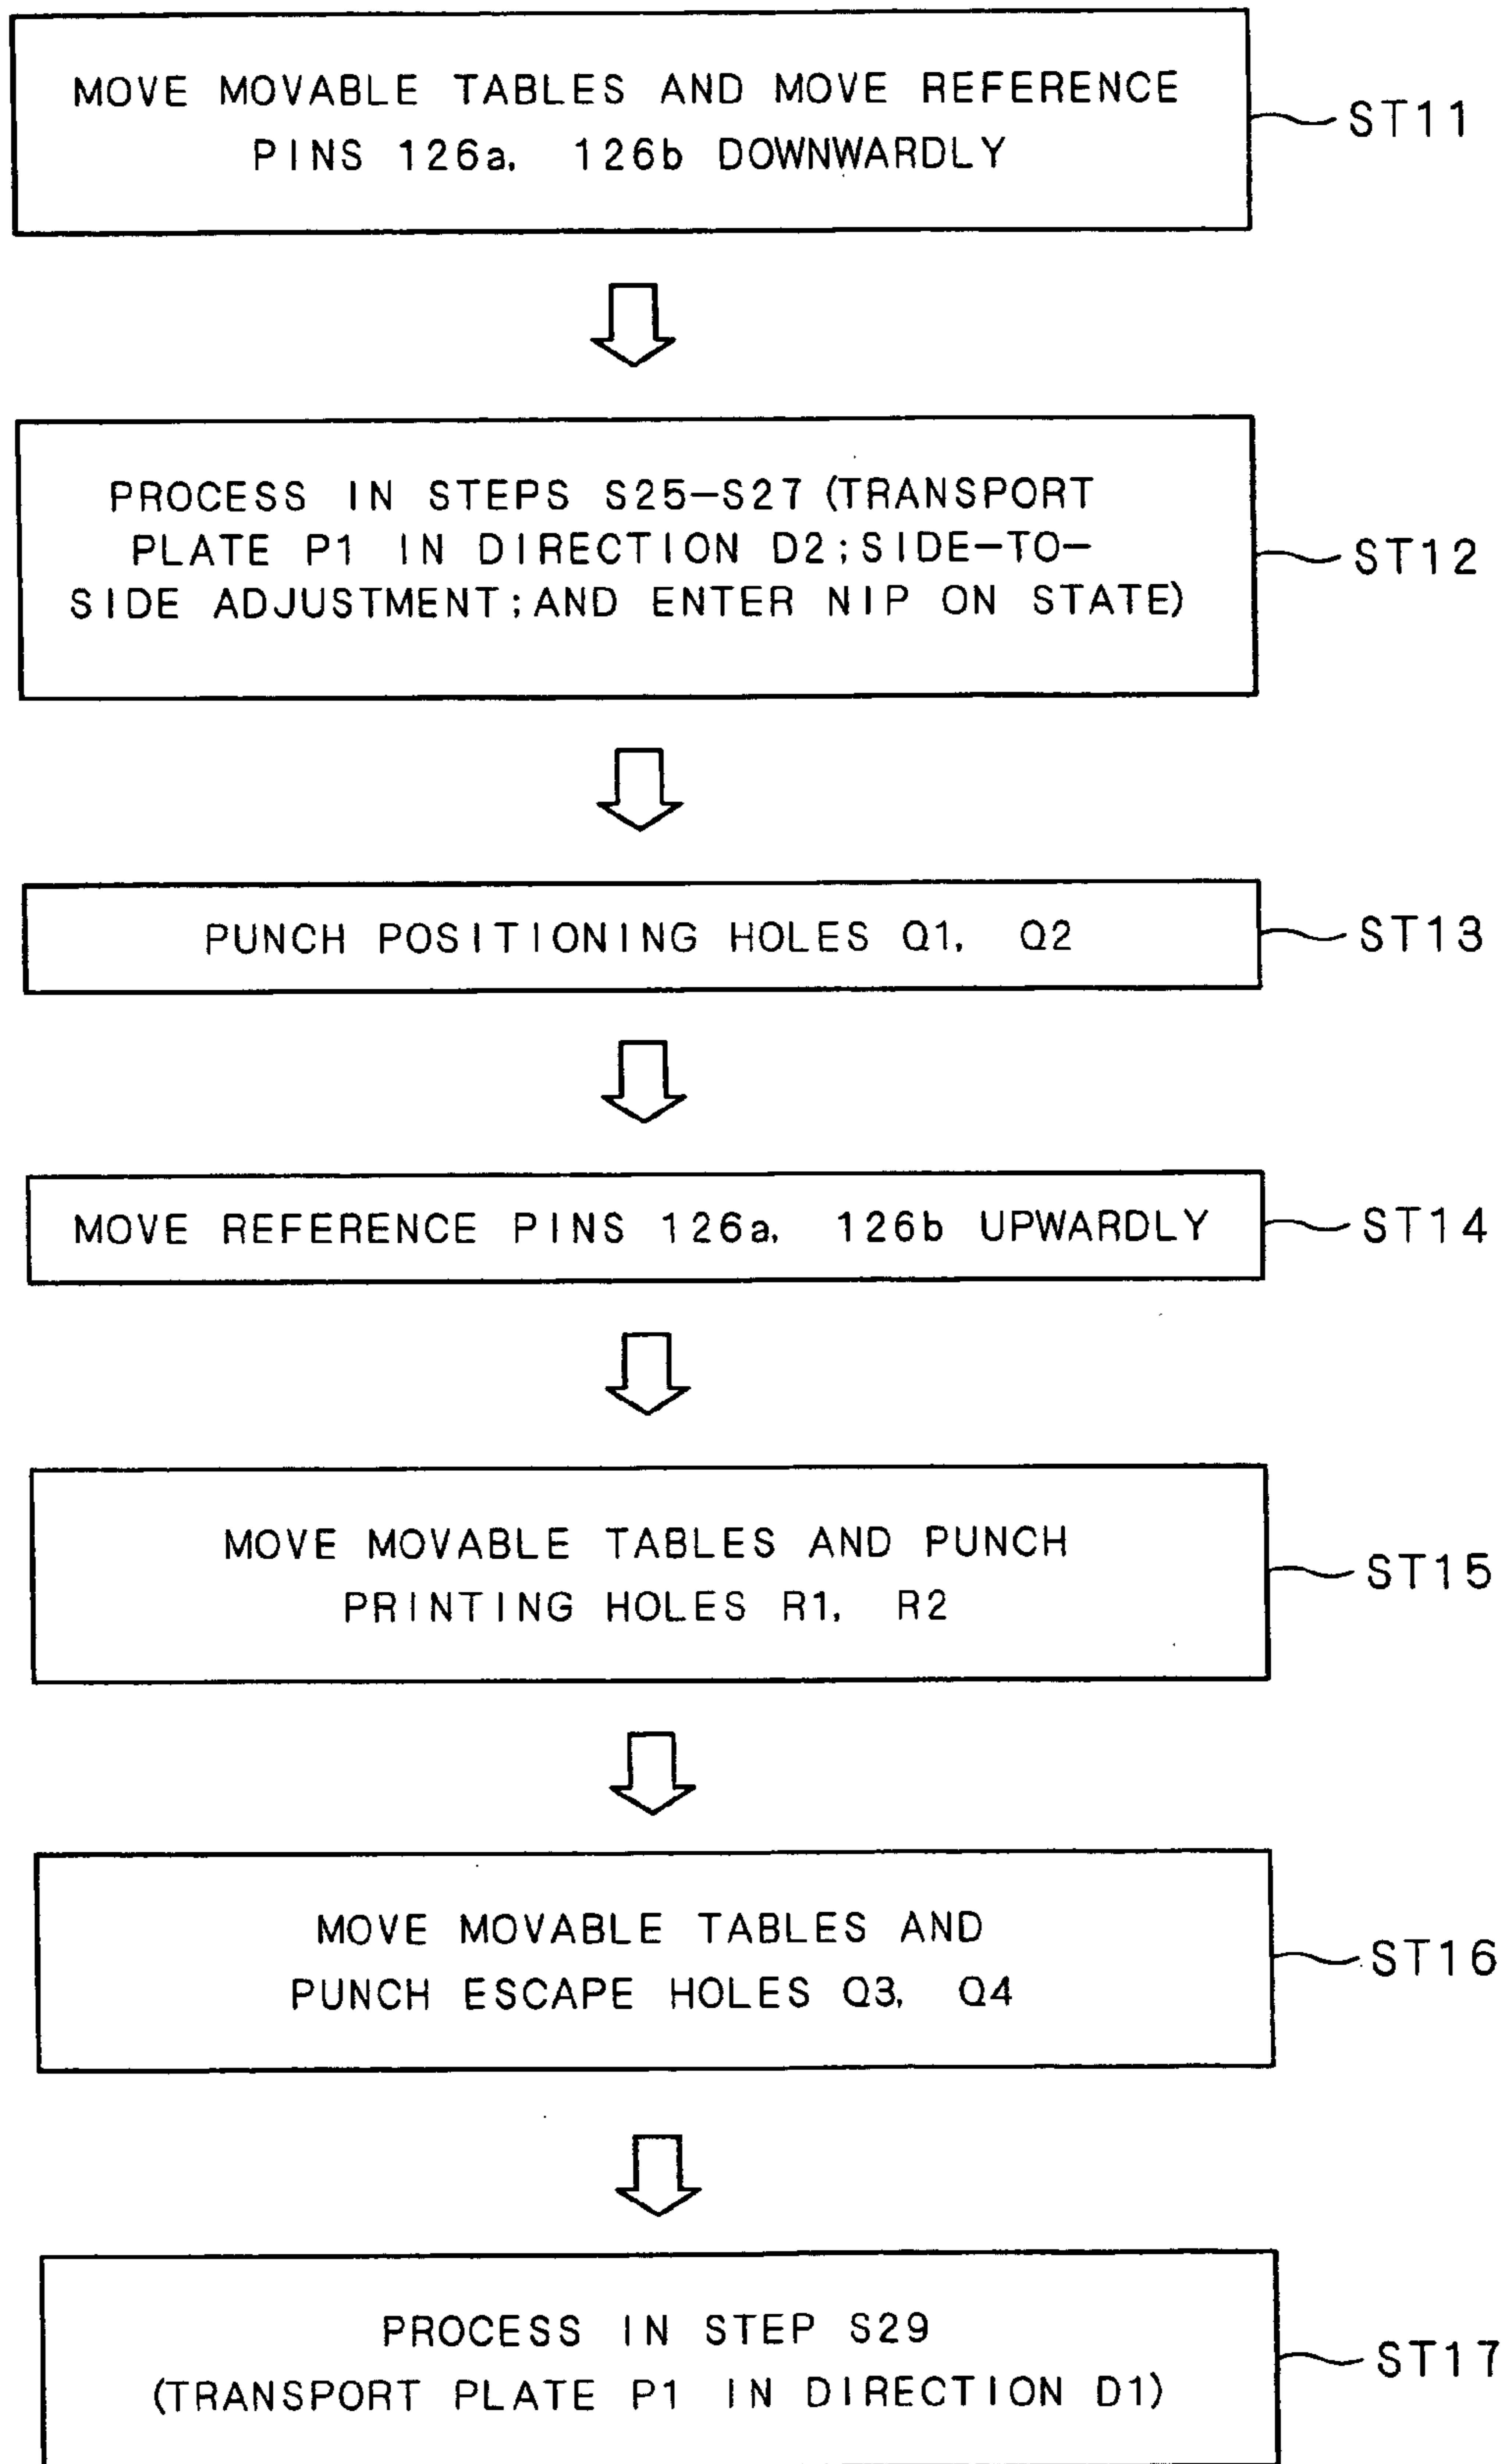 MOVE MOVABLE TABLES AND MOVE REFERENCE
PINS 126a, 126b DOWNWARDLY
ST11
PROCESS IN STEPS S25-S27 (TRANSPORT
PLATE P1 IN DIRECTION D2;SIDE-TO-
SIDE ADJUSTMENT;AND ENTER NIP ON STATE)
ST12
PUNCH POSITIONING HOLES Q1, Q2
ST13
MOVE REFERENCE PINS 126a, 126b UPWARDLY
ST14
MOVE MOVABLE TABLES AND PUNCH
PRINTING HOLES R1, R2
ST15
MOVE MOVABLE TABLES AND
PUNCH ESCAPE HOLES Q3, Q4
ST16
PROCESS IN STEP S29
(TRANSPORT PLATE P1 IN DIRECTION D1)
ST17